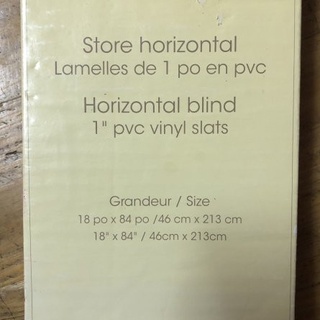 Store horizontal
Lamelles de 1 po en pvc
Horizontal blind
1" pvc vinyl slats
Grandeur / Size
18 po x 84 po /46 cm x 213 cm
18" x 84" / 46cm x 213cm